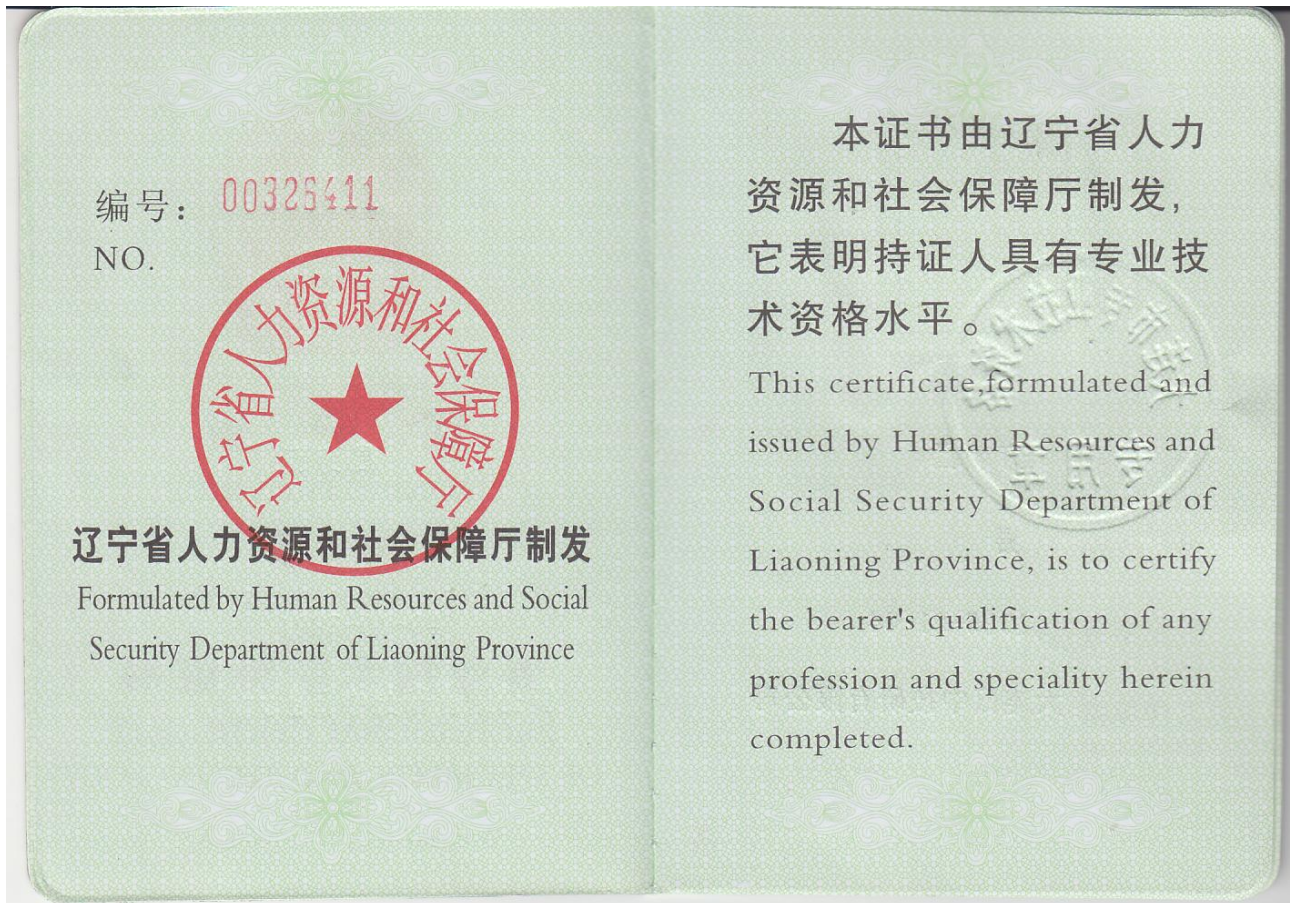 编号: 00326411
NO.
辽宁省人力资源和社会保障厅
辽宁省人力资源和社会保障厅制发
Formulated by Human Resources and Social
Security Department of Liaoning Province
本证书由辽宁省人力
资源和社会保障厅制发,
它表明持证人具有专业技
术资格水平。
This certificate,formulated and
issued by Human Resources and
Social Security Department of
Liaoning Province, is to certify
the bearer's qualification of any
profession and speciality herein
completed.